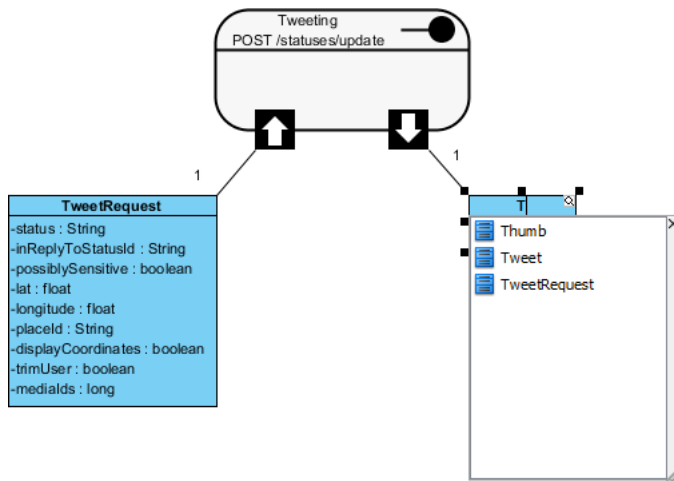 Tweeting
POST /statuses/update
1
1
TweetRequest
-status : String
-inReplyToStatusId : String
-possiblySensitive : boolean
-lat : float
-longitude : float
-placeId : String
-displayCoordinates : boolean
-trimUser : boolean
-mediaIds : long
T
Thumb
Tweet
TweetRequest